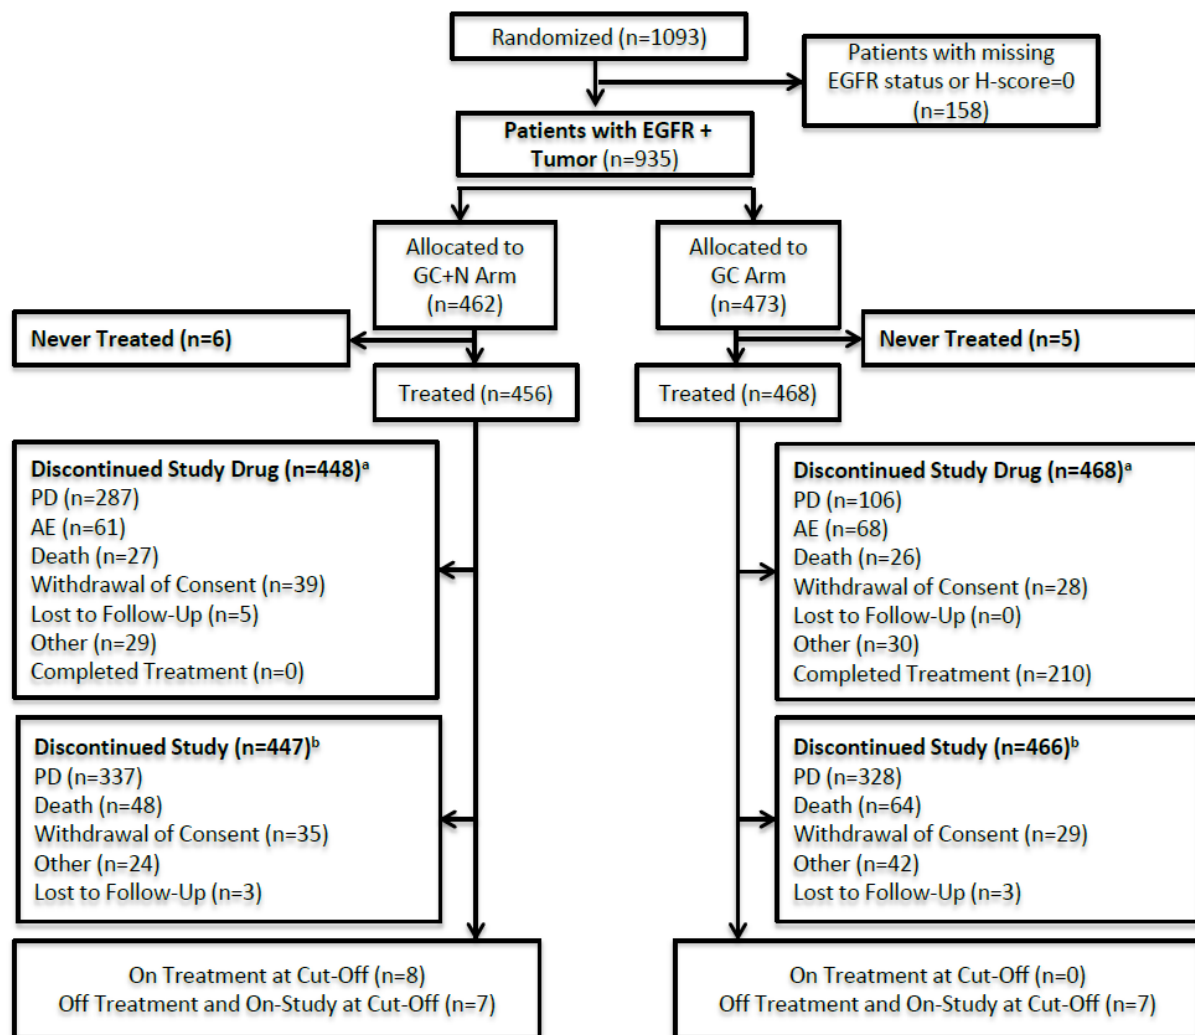 Randomized (n=1093)
Patients with missing
EGFR status or H-score=0
(n=158)
Patients with EGFR +
Tumor (n=935)
Allocated to
GC+N Arm
(n=462)
Allocated to
GC Arm
(n=473)
Never Treated (n=6)
Never Treated (n=5)
Treated (n=456)
Treated (n=468)
Discontinued Study Drug (n=448)ᵃ
PD (n=287)
AE (n=61)
Death (n=27)
Withdrawal of Consent (n=39)
Lost to Follow-Up (n=5)
Other (n=29)
Completed Treatment (n=0)
Discontinued Study Drug (n=468)ᵃ
PD (n=106)
AE (n=68)
Death (n=26)
Withdrawal of Consent (n=28)
Lost to Follow-Up (n=0)
Other (n=30)
Completed Treatment (n=210)
Discontinued Study (n=447)ᵇ
PD (n=337)
Death (n=48)
Withdrawal of Consent (n=35)
Other (n=24)
Lost to Follow-Up (n=3)
Discontinued Study (n=466)ᵇ
PD (n=328)
Death (n=64)
Withdrawal of Consent (n=29)
Other (n=42)
Lost to Follow-Up (n=3)
On Treatment at Cut-Off (n=8)
Off Treatment and On-Study at Cut-Off (n=7)
On Treatment at Cut-Off (n=0)
Off Treatment and On-Study at Cut-Off (n=7)